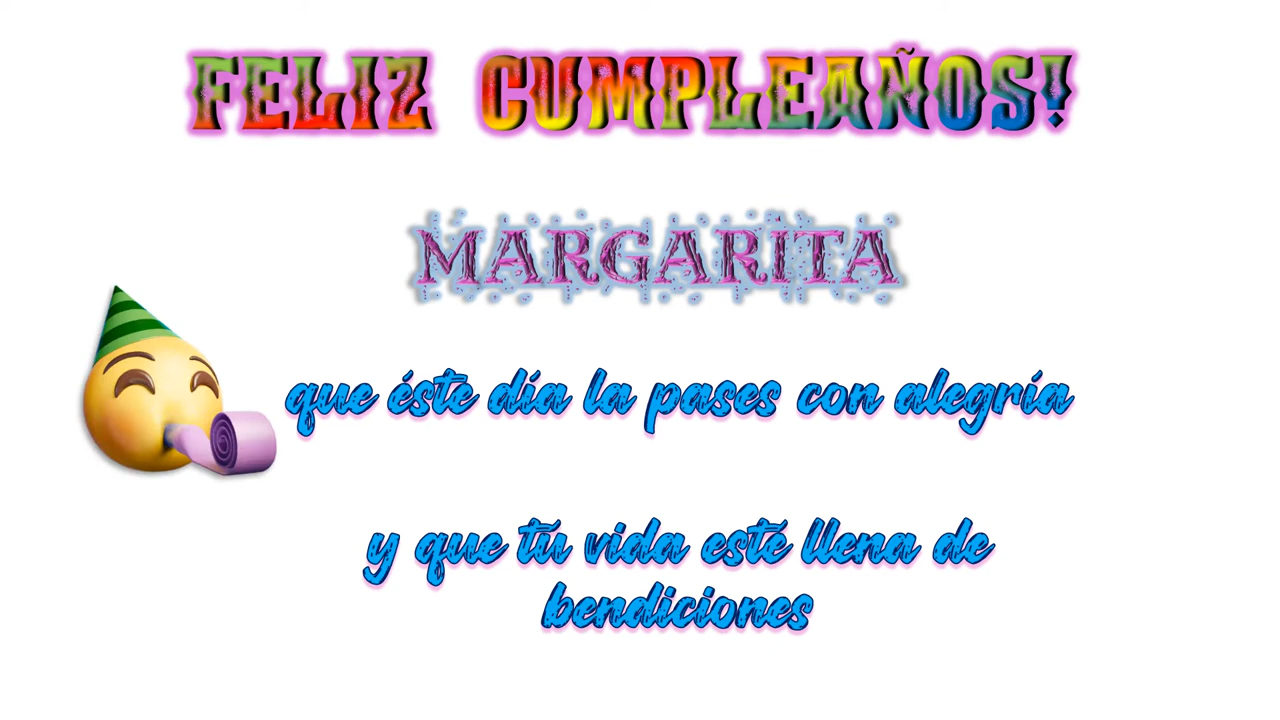 FELIZ CUMPLEAÑOS!
MARGARITA
que éste día la pases con alegría
y que tú vida esté llena de
bendiciones